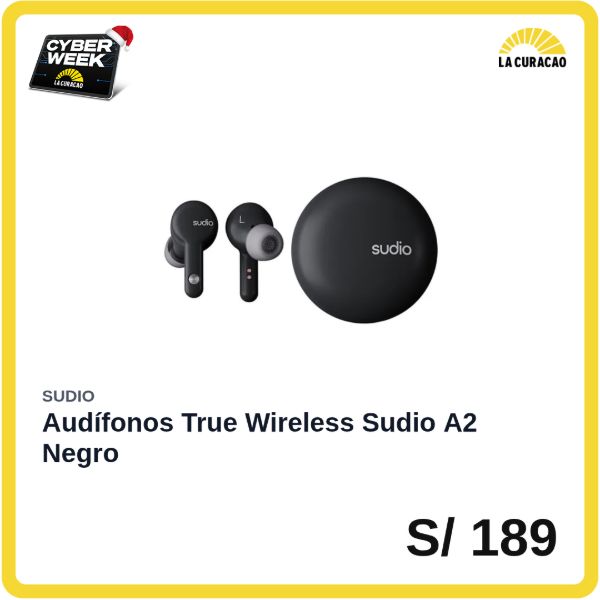 CYBER
WEEK
LA CURACAO
LA CURACAO
sudio
L
sudio
SUDIO
Audífonos True Wireless Sudio A2
Negro
S/ 189